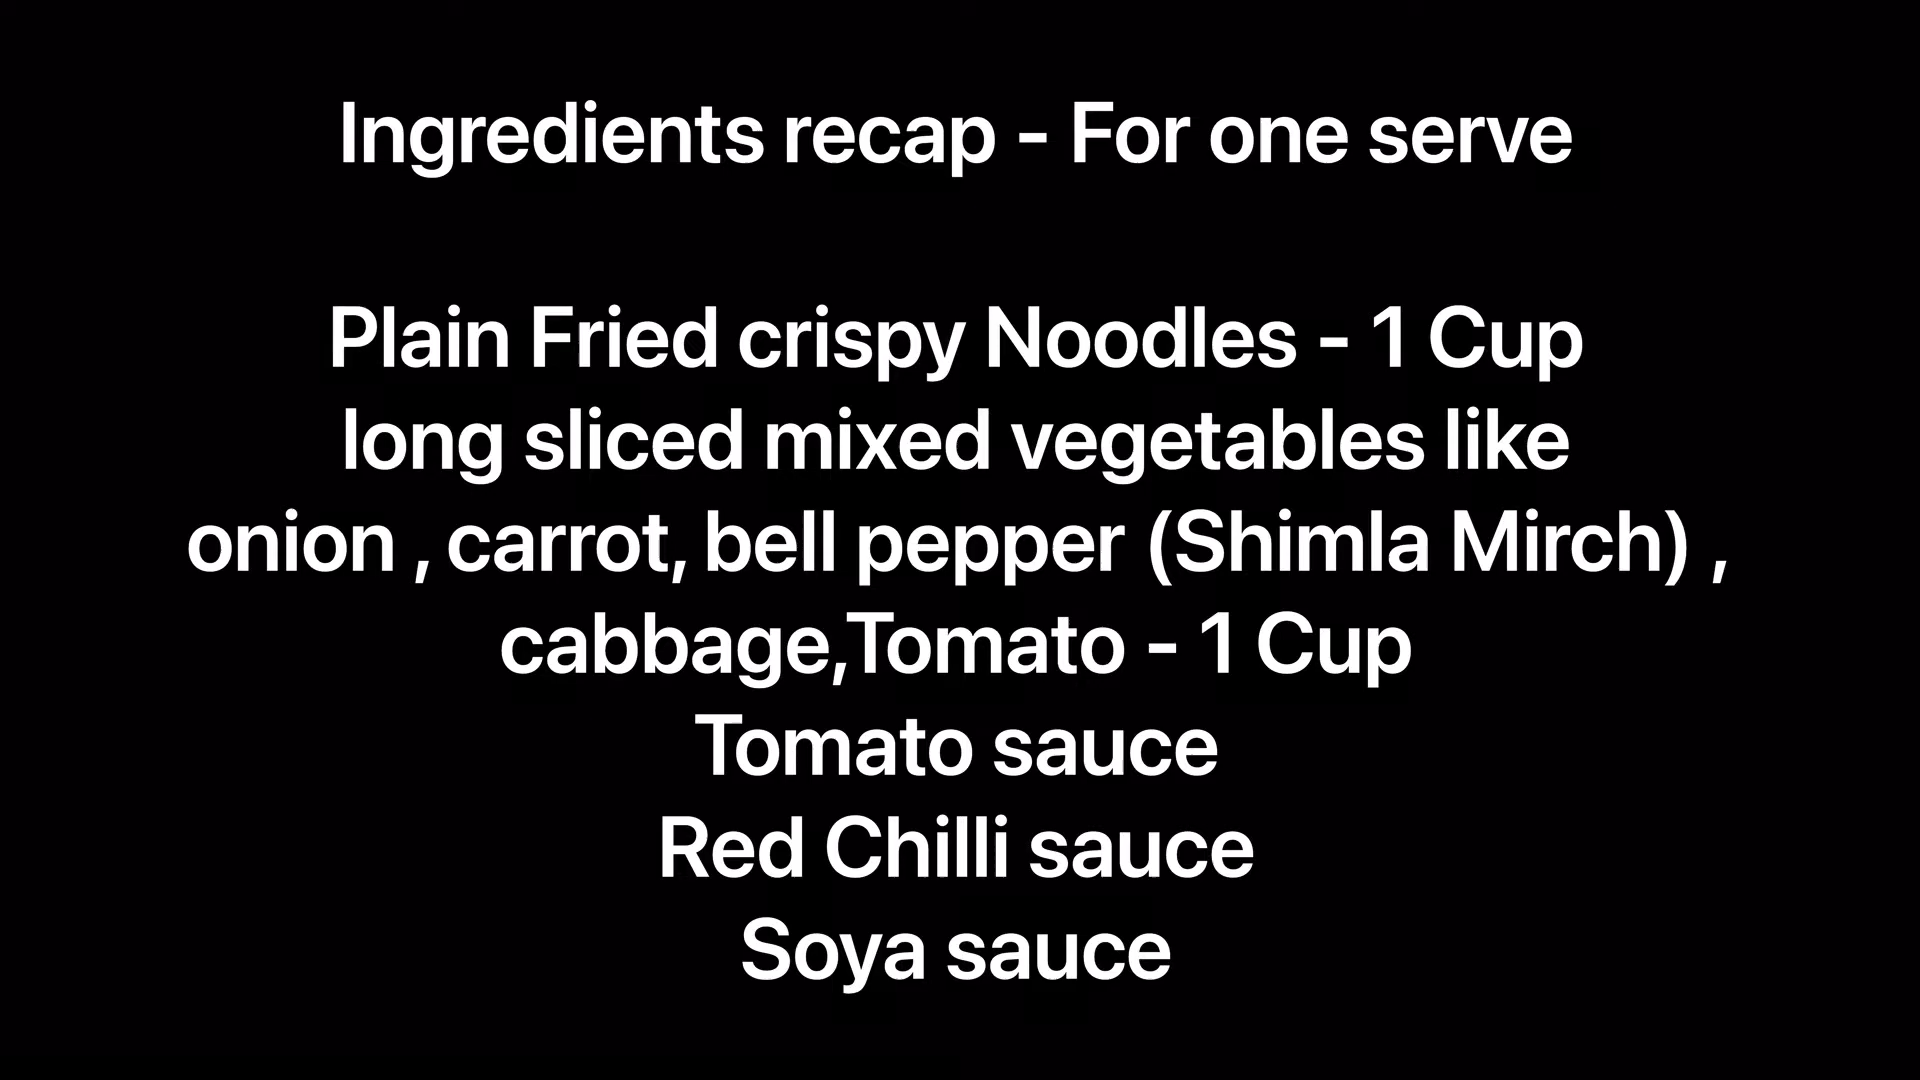 Ingredients recap - For one serve
Plain Fried crispy Noodles - 1 Cup
long sliced mixed vegetables like
onion , carrot, bell pepper (Shimla Mirch) ,
cabbage,Tomato - 1 Cup
Tomato sauce
Red Chilli sauce
Soya sauce